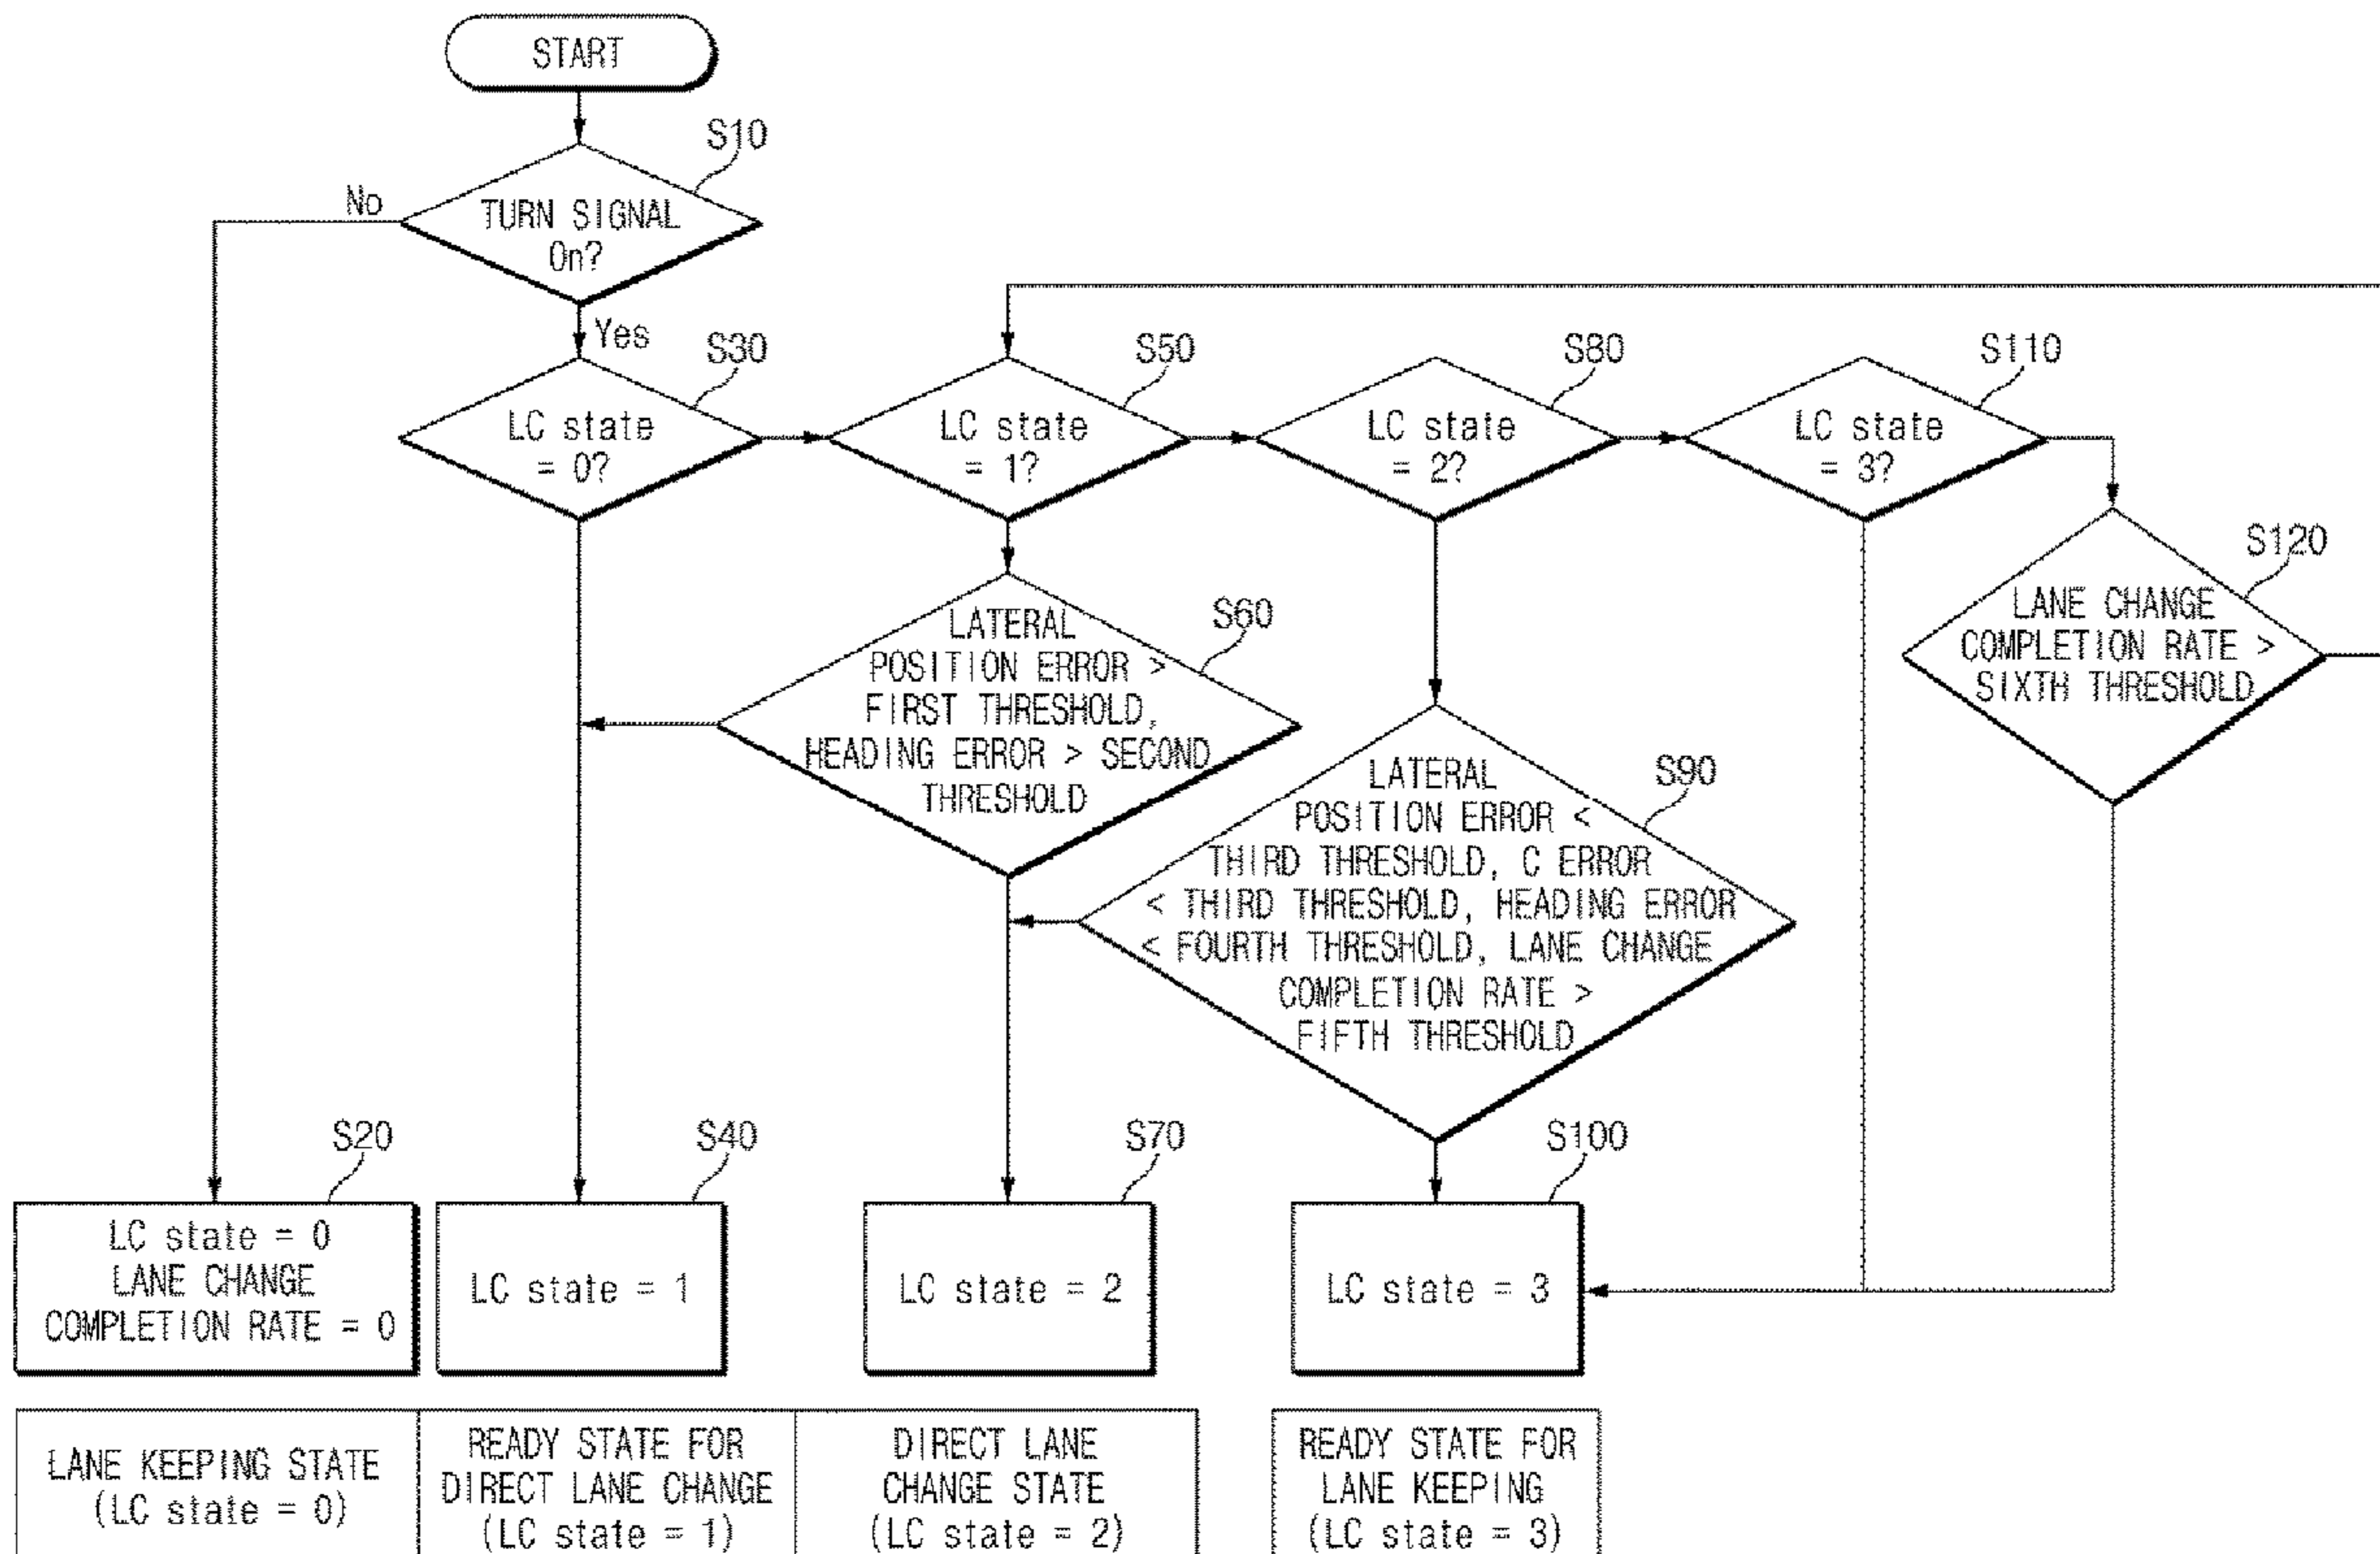 START
S10
No
TURN SIGNAL
On?
Yes
S30
S50
S80
S110
LC state
= 0?
LC state
= 1?
LC state
= 2?
LC state
= 3?
S120
LANE CHANGE
COMPLETION RATE >
SIXTH THRESHOLD
S60
LATERAL
POSITION ERROR >
FIRST THRESHOLD,
HEADING ERROR > SECOND
THRESHOLD
S90
LATERAL
POSITION ERROR <
THIRD THRESHOLD, C ERROR
< THIRD THRESHOLD, HEADING ERROR
< FOURTH THRESHOLD, LANE CHANGE
COMPLETION RATE >
FIFTH THRESHOLD
S20
S40
S70
S100
LC state = 0
LANE CHANGE
COMPLETION RATE = 0
LC state = 1
LC state = 2
LC state = 3
LANE KEEPING STATE
(LC state = 0)
READY STATE FOR
DIRECT LANE CHANGE
(LC state = 1)
DIRECT LANE
CHANGE STATE
(LC state = 2)
READY STATE FOR
LANE KEEPING
(LC state = 3)